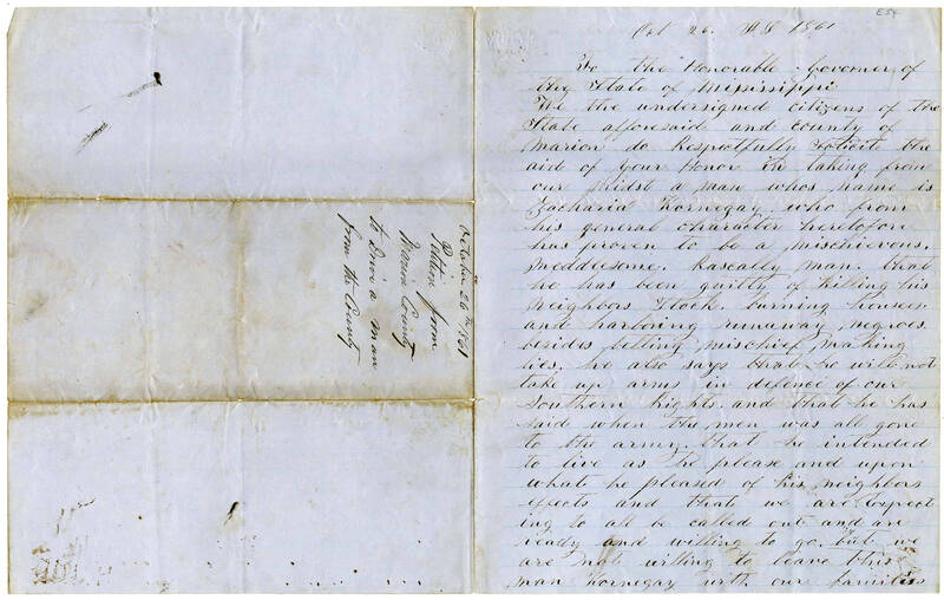 October 26th 1861
Petition from
Marion County
to Drive a man
from the County
ESF
Oct 26. AD 1861
To the Honorable Governer of
the State of Mississippi
We the undersigned citizens of the
State afforesaid and county of
Marion do Respectfully Solicit the
aid of your Honor in taking from
our midst a man whos name is
Zacharia Kornegay who from
his general character heretofore
has proven to be a mischievous.
Meddlesome. Rascally man. that
he has been guilty of killing his
Neighbors Stock. burning houses
and harboring runaway negroes.
besides betting mischief making
lies. he also says that he will not
take up arms in defence of our
Southern Rights. and that he has
said when the men was all gone
to the army that he intended
to live as he please and upon
what he pleased of his neighbors
effects and that we are Expect
ing to all be called out and are
ready and willing to go. but we
are not willing to leave this
man Kornegay with our families